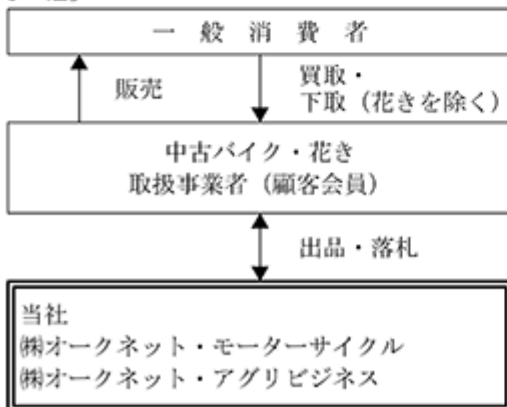 一般消費者
販売
買取・
下取（花きを除く）
中古バイク・花き
取扱事業者（顧客会員）
出品・落札
当社
㈱オークネット・モーターサイクル
㈱オークネット・アグリビジネス